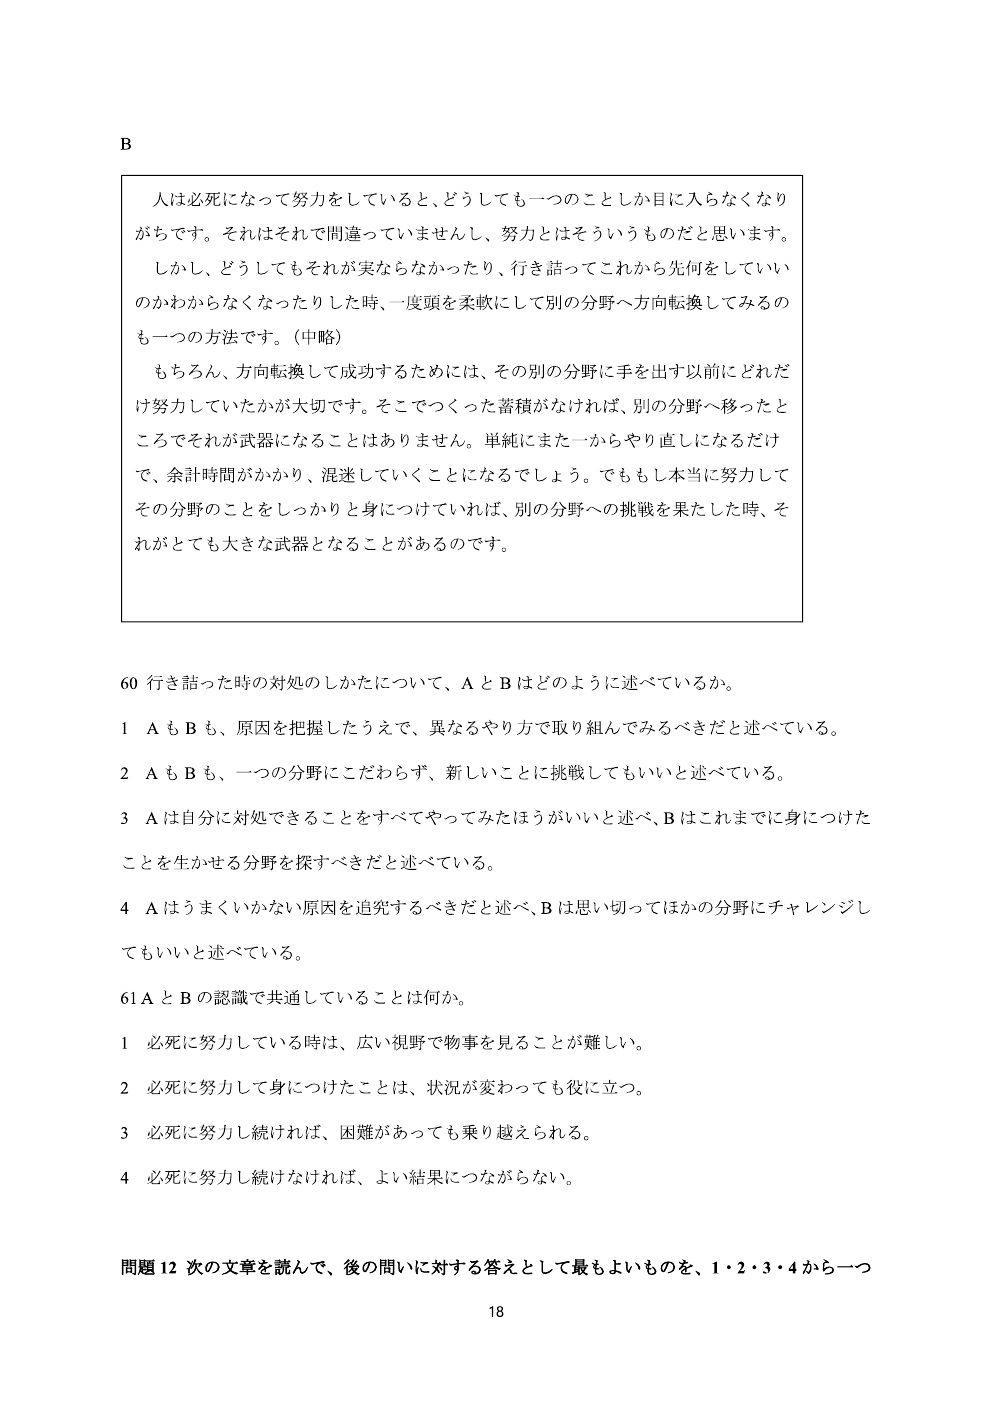 B
人は必死になって努力をしていると、どうしても一つのことしか目に入らなくなり
がちです。それはそれで間違っていませんし、努力とはそういうものだと思います。
しかし、どうしてもそれが実ならなかったり、行き詰ってこれから先何をしていい
のかわからなくなったりした時、一度頭を柔軟にして別の分野へ方向転換してみるの
も一つの方法です。（中略）
もちろん、方向転換して成功するためには、その別の分野に手を出す以前にどれだ
け努力していたかが大切です。そこでつくった蓄積がなければ、別の分野へ移ったと
ころでそれが武器になることはありません。単純にまた一からやり直しになるだけ
で、余計時間がかかり、混迷していくことになるでしょう。でももし本当に努力して
その分野のことをしっかりと身につけていれば、別の分野への挑戦を果たした時、そ
れがとても大きな武器となることがあるのです。
60 行き詰った時の対処のしかたについて、A と B はどのように述べているか。
1 A も B も、原因を把握したうえで、異なるやり方で取り組んでみるべきだと述べている。
2 A も B も、一つの分野にこだわらず、新しいことに挑戦してもいいと述べている。
3 A は自分に対処できることをすべてやってみたほうがいいと述べ、B はこれまでに身につけた
ことを生かせる分野を探すべきだと述べている。
4 A はうまくいかない原因を追究するべきだと述べ、B は思い切ってほかの分野にチャレンジし
てもいいと述べている。
61 A と B の認識で共通していることは何か。
1 必死に努力している時は、広い視野で物事を見ることが難しい。
2 必死に努力して身につけたことは、状況が変わっても役に立つ。
3 必死に努力し続ければ、困難があっても乗り越えられる。
4 必死に努力し続けなければ、よい結果につながらない。
問題 12 次の文章を読んで、後の問いに対する答えとして最もよいものを、1・2・3・4 から一つ
18